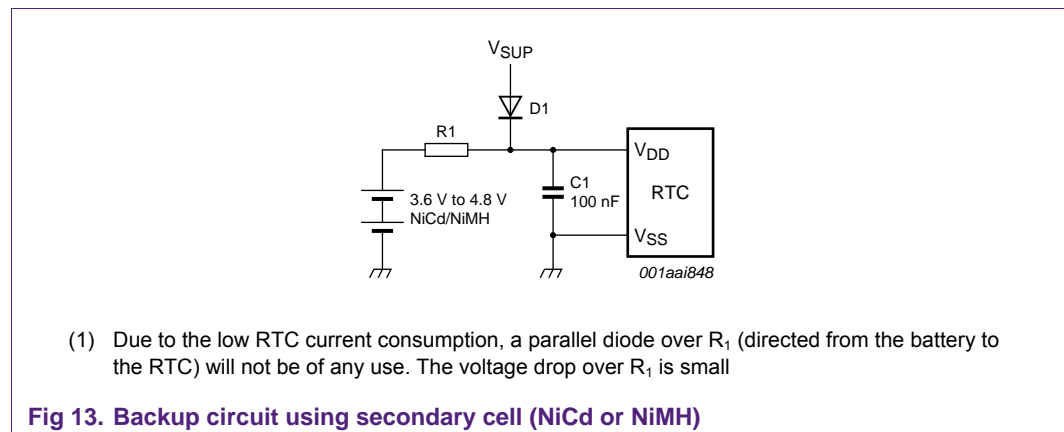 VSUP
D1
R1
VDD
C1
100 nF
RTC
3.6 V to 4.8 V
NiCd/NiMH
VSS
001aai848
(1) Due to the low RTC current consumption, a parallel diode over R1 (directed from the battery to
the RTC) will not be of any use. The voltage drop over R1 is small
Fig 13. Backup circuit using secondary cell (NiCd or NiMH)